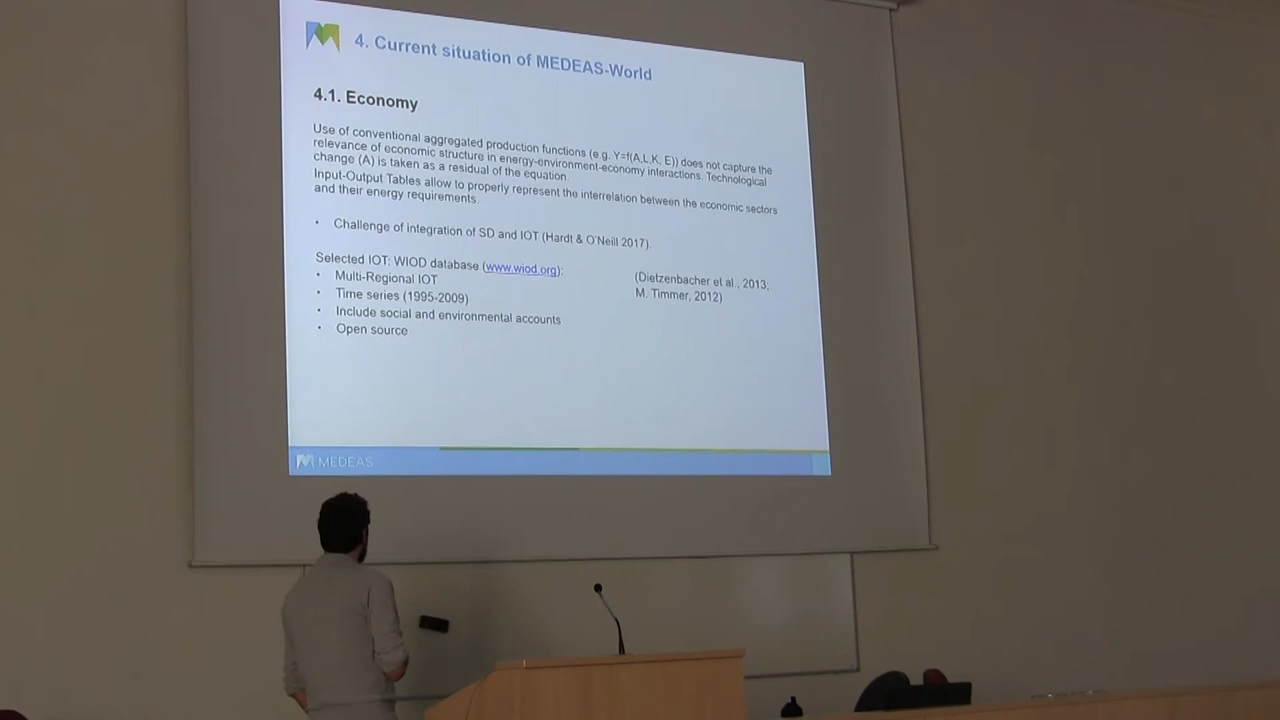 4. Current situation of MEDEAS-World
4.1. Economy
Use of conventional aggregated production functions (e.g. Y=f(A,L,K, E)) does not capture the
relevance of economic structure in energy-environment-economy interactions. Technological
change (A) is taken as a residual of the equation.
Input-Output Tables allow to properly represent the interrelation between the economic sectors
and their energy requirements.
• Challenge of integration of SD and IOT (Hardt & O'Neill 2017).
Selected IOT: WIOD database (www.wiod.org):
• Multi-Regional IOT
• Time series (1995-2009)
• Include social and environmental accounts
• Open source
(Dietzenbacher et al., 2013;
M. Timmer, 2012)
MEDEAS